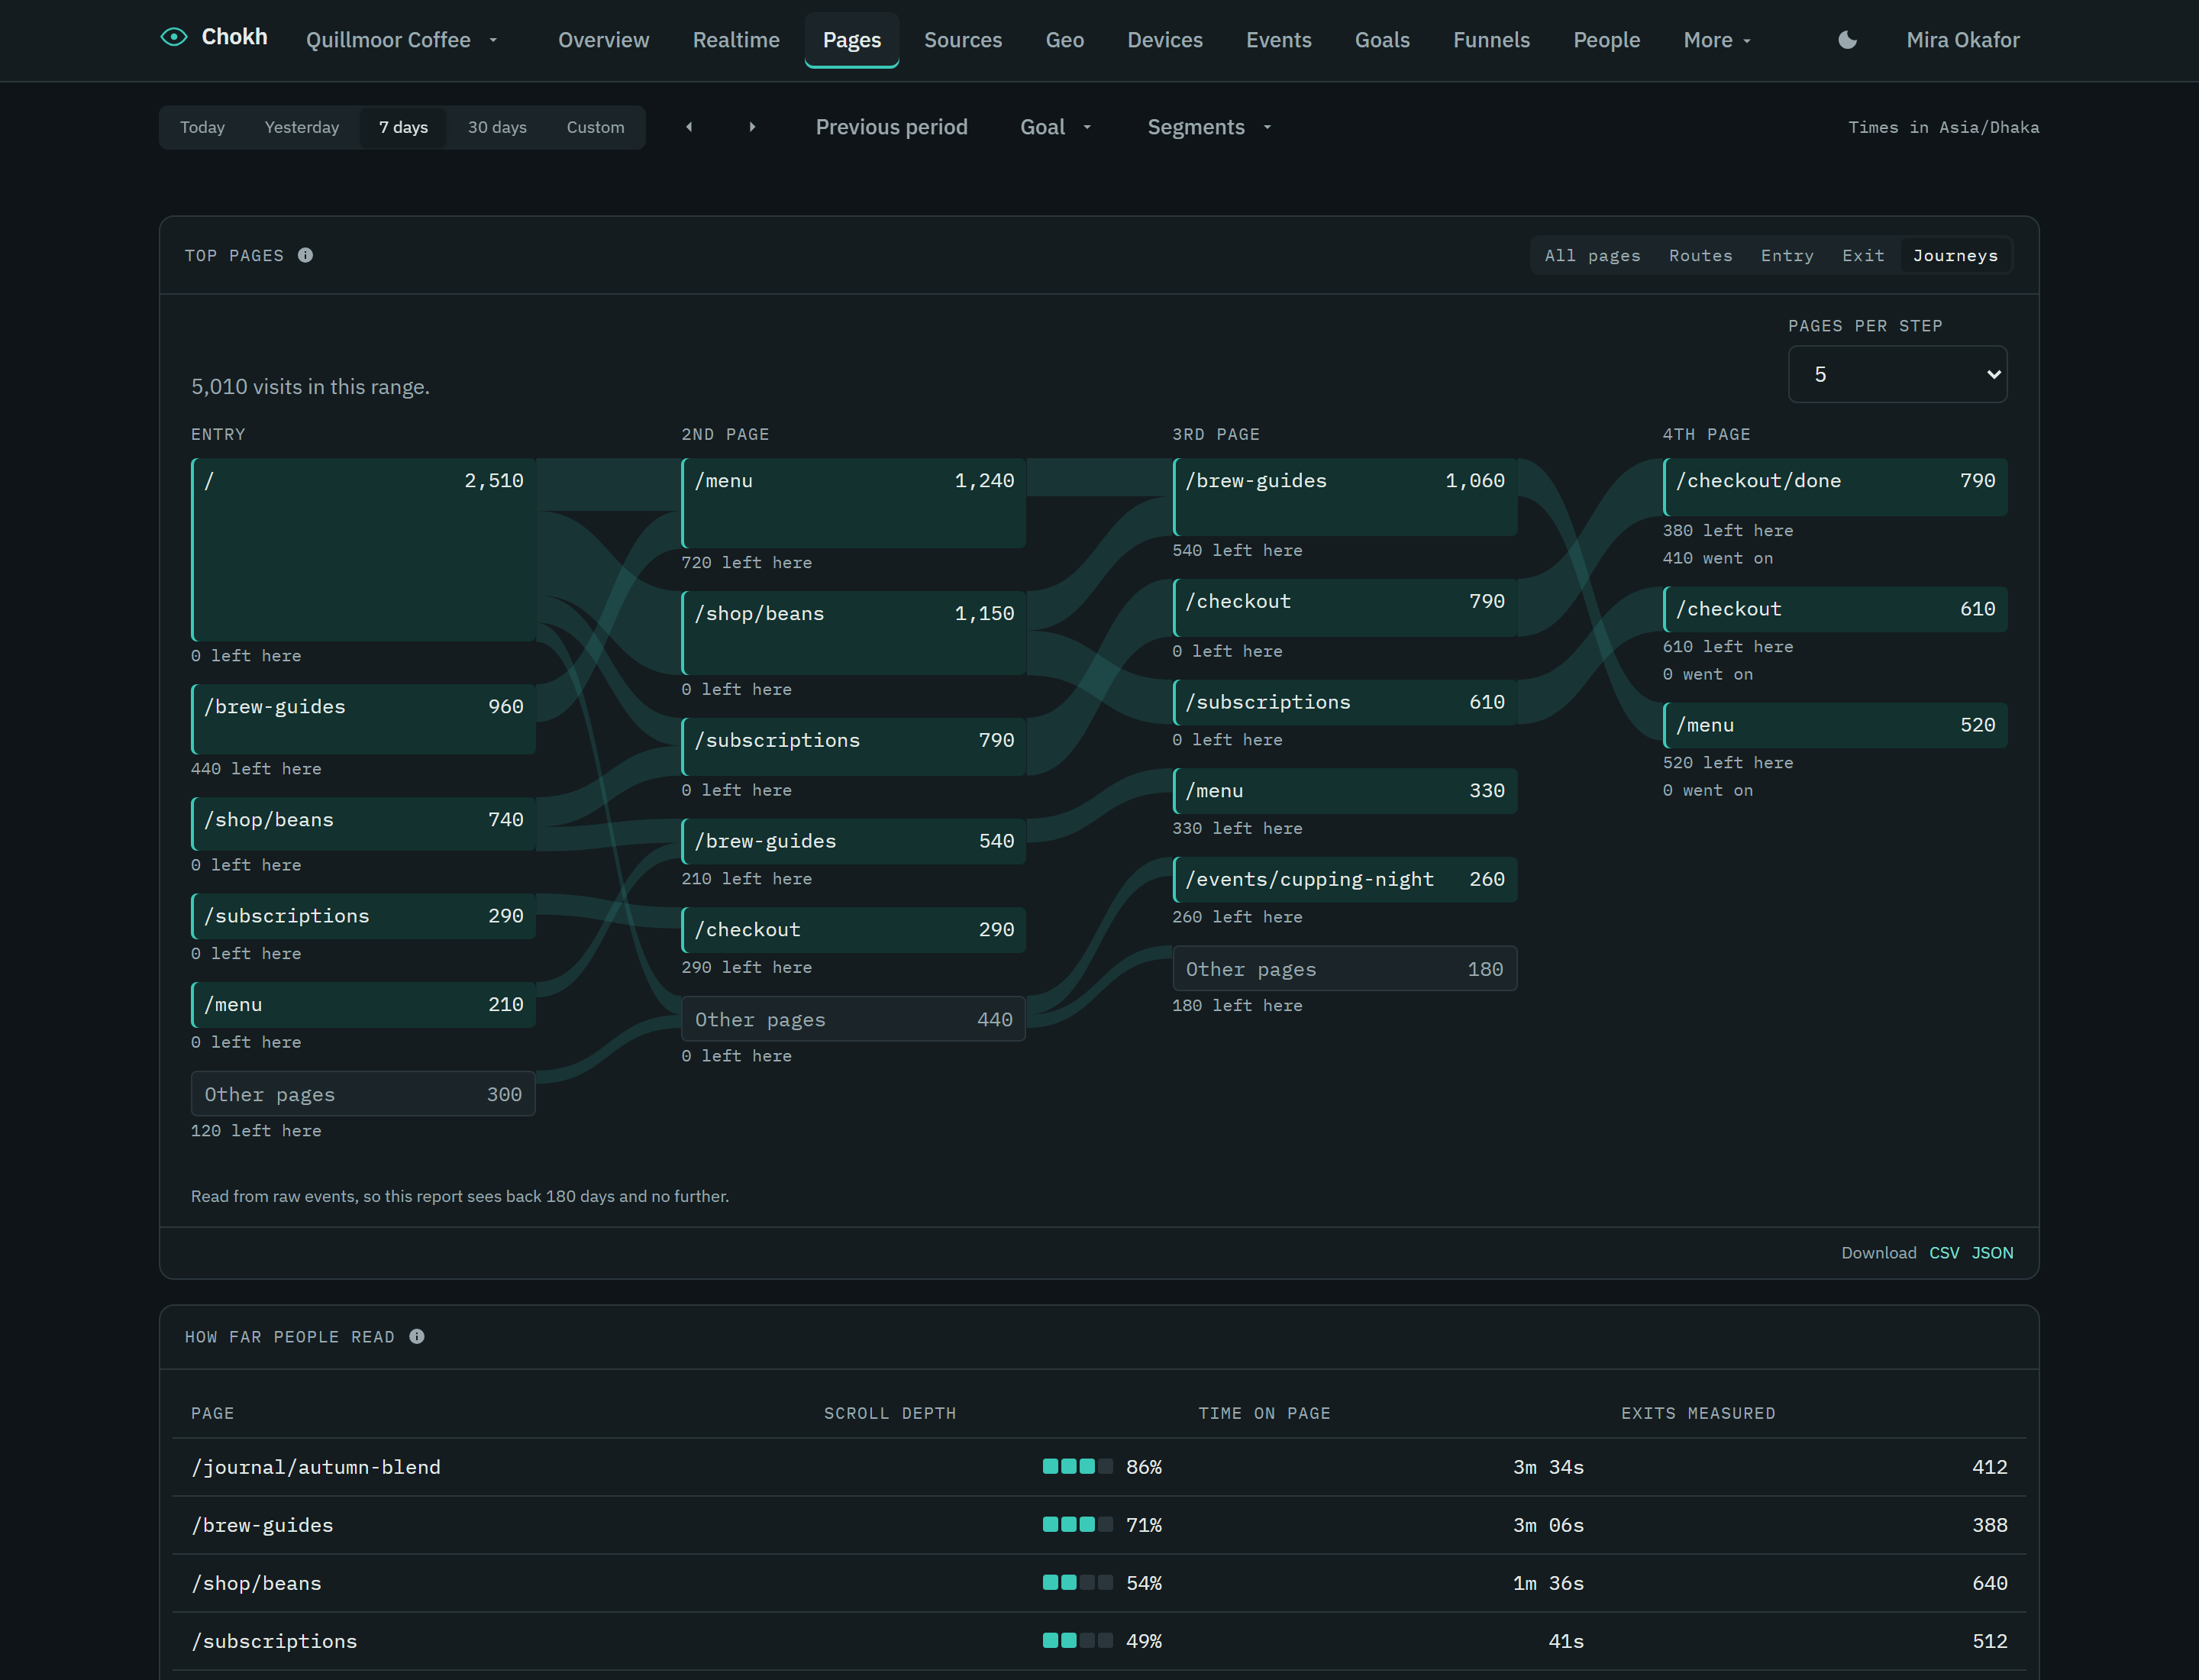 Chokh Quillmoor Coffee Overview Realtime Pages Sources Geo Devices Events Goals Funnels People More Mira Okafor
Today Yesterday 7 days 30 days Custom Previous period Goal Segments Times in Asia/Dhaka
TOP PAGES All pages Routes Entry Exit Journeys
PAGES PER STEP
5
5,010 visits in this range.
ENTRY
/ 2,510
0 left here
/brew-guides 960
440 left here
/shop/beans 740
0 left here
/subscriptions 290
0 left here
/menu 210
0 left here
Other pages 300
120 left here
2ND PAGE
/menu 1,240
720 left here
/shop/beans 1,150
0 left here
/subscriptions 790
0 left here
/brew-guides 540
210 left here
/checkout 290
290 left here
Other pages 440
0 left here
3RD PAGE
/brew-guides 1,060
540 left here
/checkout 790
0 left here
/subscriptions 610
0 left here
/menu 330
330 left here
/events/cupping-night 260
260 left here
Other pages 180
180 left here
4TH PAGE
/checkout/done 790
380 left here
410 went on
/checkout 610
610 left here
0 went on
/menu 520
520 left here
0 went on
Read from raw events, so this report sees back 180 days and no further.
Download CSV JSON
HOW FAR PEOPLE READ
PAGE SCROLL DEPTH TIME ON PAGE EXITS MEASURED
/journal/autumn-blend 86% 3m 34s 412
/brew-guides 71% 3m 06s 388
/shop/beans 54% 1m 36s 640
/subscriptions 49% 41s 512